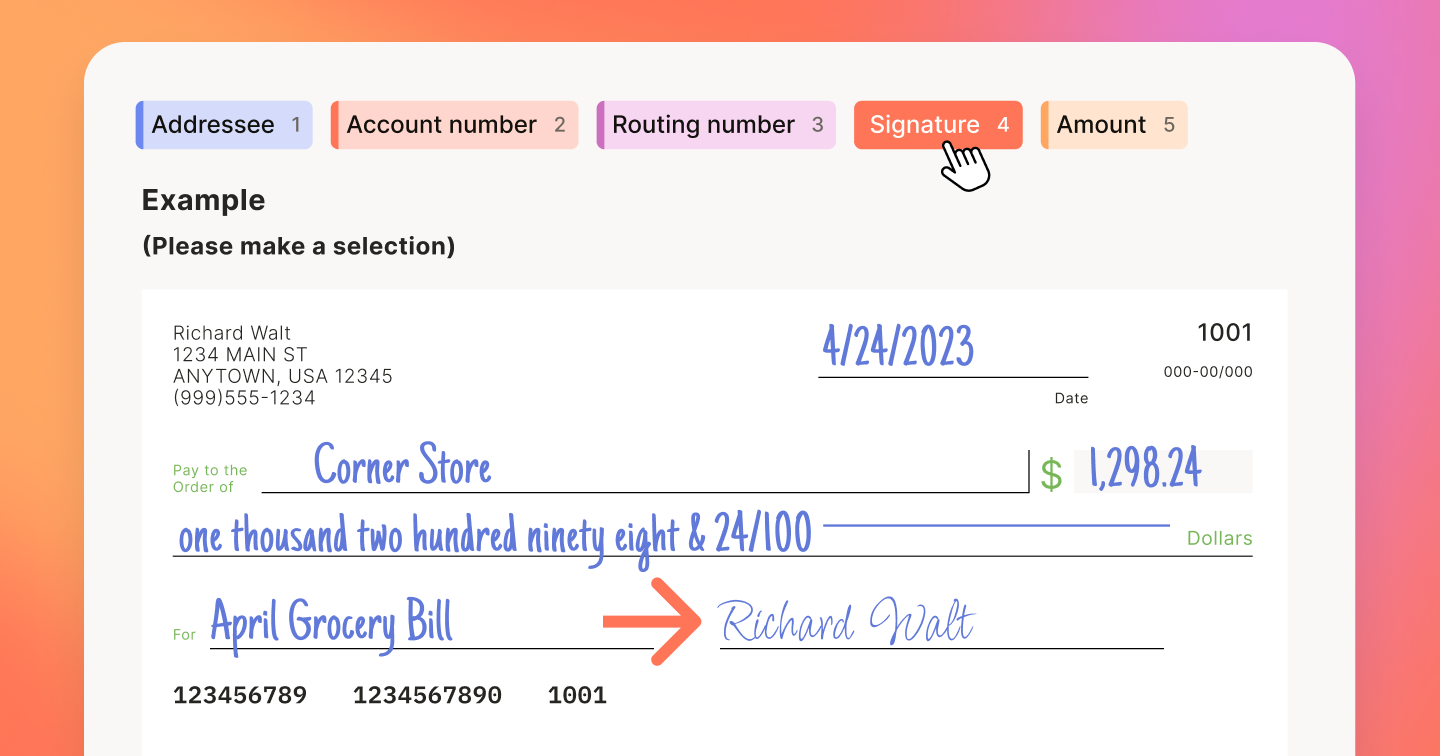 Addressee 1 Account number 2 Routing number 3 Signature 4 Amount 5
Example
(Please make a selection)
Richard Walt
1234 MAIN ST
ANYTOWN, USA 12345
(999)555-1234
4/24/2023
Date
1001
000-00/000
Pay to the
Order of
Corner Store
$ 1,298.24
one thousand two hundred ninety eight & 24/100
Dollars
For April Grocery Bill
Richard Walt
123456789 1234567890 1001